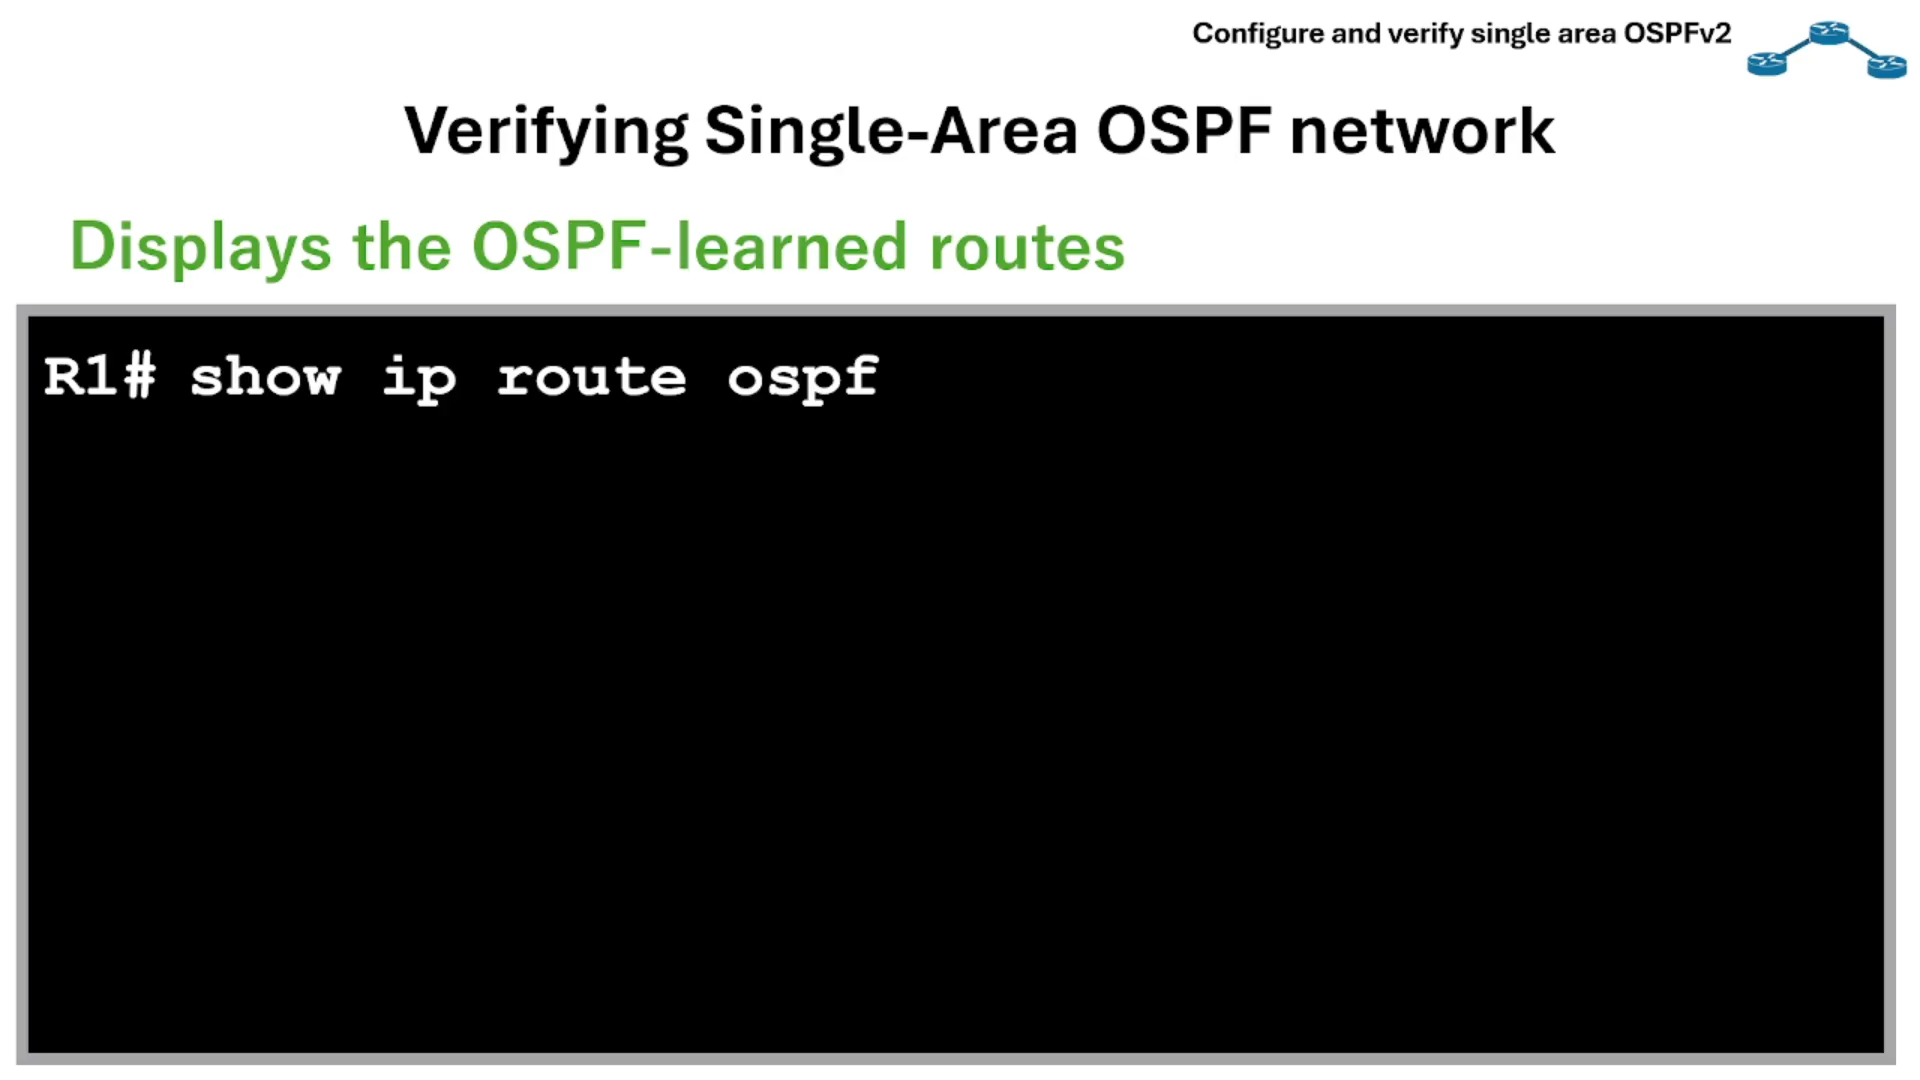 Configure and verify single area OSPFv2
Verifying Single-Area OSPF network
Displays the OSPF-learned routes
R1# show ip route ospf